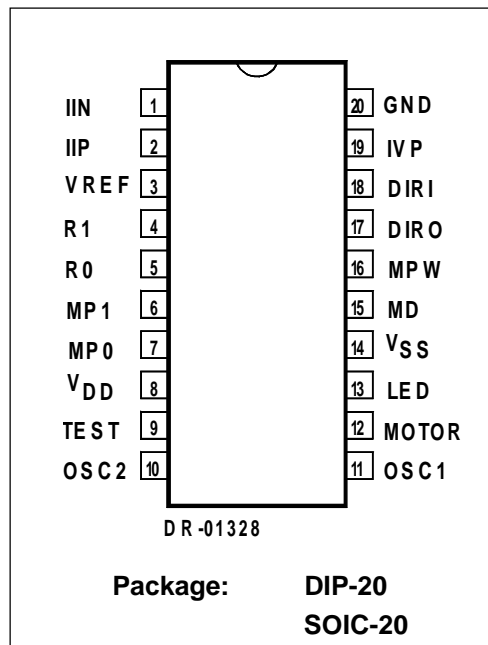 IIN 1 20 GND
IIP 2 19 IVP
VREF 3 18 DIRI
R1 4 17 DIRO
R0 5 16 MPW
MP1 6 15 MD
MP0 7 14 VSS
VDD 8 13 LED
TEST 9 12 MOTOR
OSC2 10 11 OSC1
DR-01328
Package: DIP-20
SOIC-20